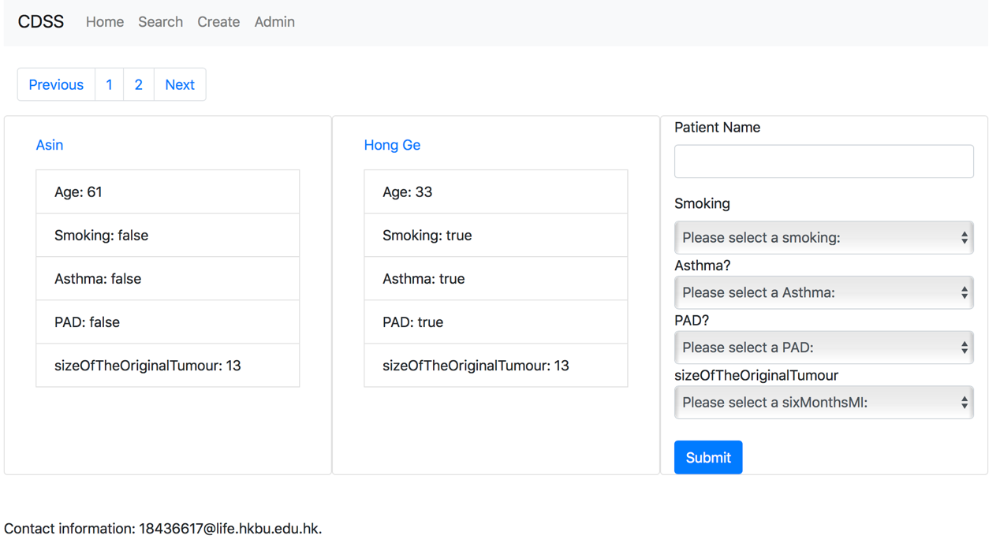 CDSS Home Search Create Admin
Previous 1 2 Next
Asin
Age: 61
Smoking: false
Asthma: false
PAD: false
sizeOfTheOriginalTumour: 13
Hong Ge
Age: 33
Smoking: true
Asthma: true
PAD: true
sizeOfTheOriginalTumour: 13
Patient Name
Smoking
Please select a smoking:
Asthma?
Please select a Asthma:
PAD?
Please select a PAD:
sizeOfTheOriginalTumour
Please select a sixMonthsMI:
Submit
Contact information: 18436617@life.hkbu.edu.hk.